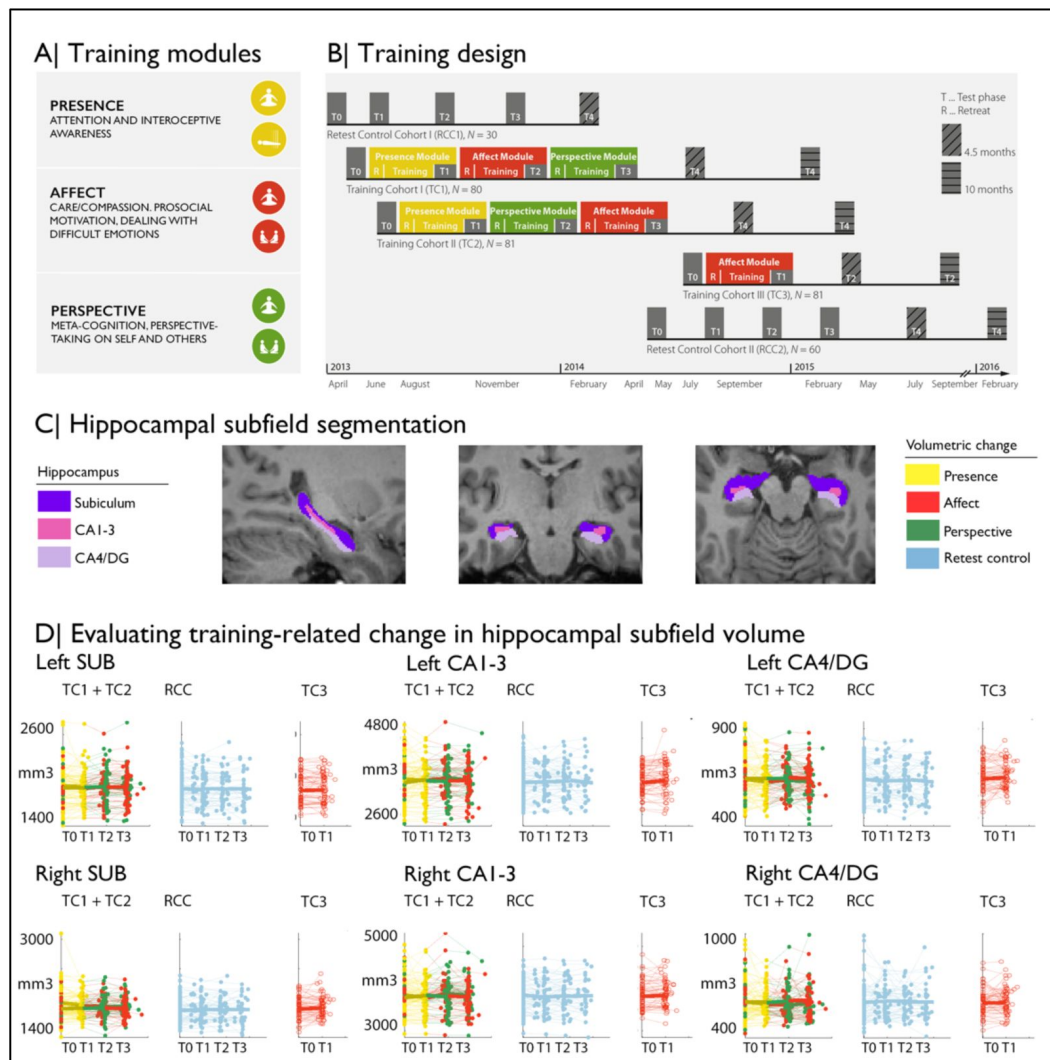 A| Training modules
PRESENCE
ATTENTION AND INTEROCEPTIVE
AWARENESS
AFFECT
CARE/COMPASSION. PROSOCIAL
MOTIVATION, DEALING WITH
DIFFICULT EMOTIONS
PERSPECTIVE
META-COGNITION, PERSPECTIVE-
TAKING ON SELF AND OTHERS
B| Training design
T ... Test phase
R ... Retreat
4.5 months
10 months
T0 T1 T2 T3 T4
Retest Control Cohort I (RCC1), N = 30
Presence Module Affect Module Perspective Module
T0 R Training T1 R Training T2 R Training T3 T4 T4
Training Cohort I (TC1), N = 80
Presence Module Perspective Module Affect Module
T0 R Training T1 R Training T2 R Training T3 T4 T4
Training Cohort II (TC2), N = 81
Affect Module
T0 R Training T1 T2 T2
Training Cohort III (TC3), N = 81
T0 T1 T2 T3 T4 T4
Retest Control Cohort II (RCC2), N = 60
2013 2014 2015 2016
April June August November February April May July September February May July September February
C| Hippocampal subfield segmentation
Hippocampus
Subiculum
CA1-3
CA4/DG
Volumetric change
Presence
Affect
Perspective
Retest control
D| Evaluating training-related change in hippocampal subfield volume
Left SUB
TC1 + TC2 RCC TC3
2600
mm3
1400
T0 T1 T2 T3 T0 T1 T2 T3 T0 T1
Left CA1-3
TC1 + TC2 RCC TC3
4800
mm3
2600
T0 T1 T2 T3 T0 T1 T2 T3 T0 T1
Left CA4/DG
TC1 + TC2 RCC TC3
900
mm3
400
T0 T1 T2 T3 T0 T1 T2 T3 T0 T1
Right SUB
TC1 + TC2 RCC TC3
3000
mm3
1400
T0 T1 T2 T3 T0 T1 T2 T3 T0 T1
Right CA1-3
TC1 + TC2 RCC TC3
5000
mm3
3000
T0 T1 T2 T3 T0 T1 T2 T3 T0 T1
Right CA4/DG
TC1 + TC2 RCC TC3
1000
mm3
400
T0 T1 T2 T3 T0 T1 T2 T3 T0 T1